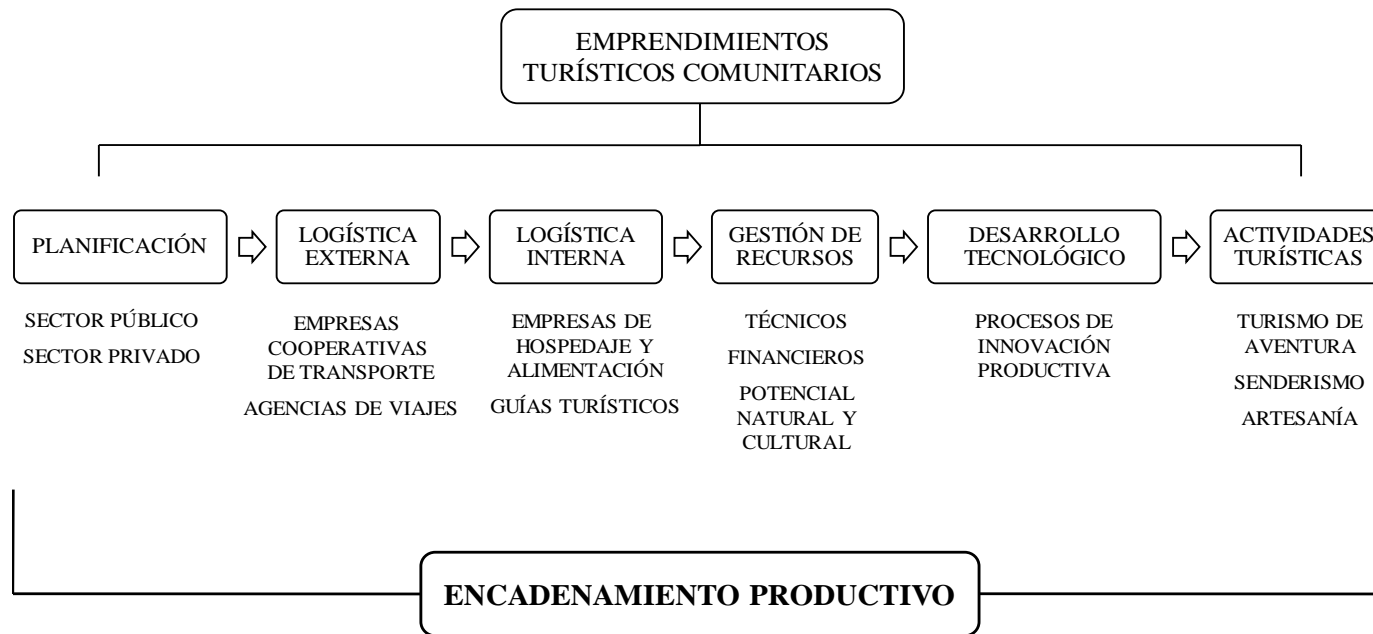 EMPRENDIMIENTOS
TURÍSTICOS COMUNITARIOS
PLANIFICACIÓN
LOGÍSTICA
EXTERNA
LOGÍSTICA
INTERNA
GESTIÓN DE
RECURSOS
DESARROLLO
TECNOLÓGICO
ACTIVIDADES
TURÍSTICAS
SECTOR PÚBLICO
SECTOR PRIVADO
EMPRESAS
COOPERATIVAS
DE TRANSPORTE
AGENCIAS DE VIAJES
EMPRESAS DE
HOSPEDAJE Y
ALIMENTACIÓN
GUÍAS TURÍSTICOS
TÉCNICOS
FINANCIEROS
POTENCIAL
NATURAL Y
CULTURAL
PROCESOS DE
INNOVACIÓN
PRODUCTIVA
TURISMO DE
AVENTURA
SENDERISMO
ARTESANÍA
ENCADENAMIENTO PRODUCTIVO